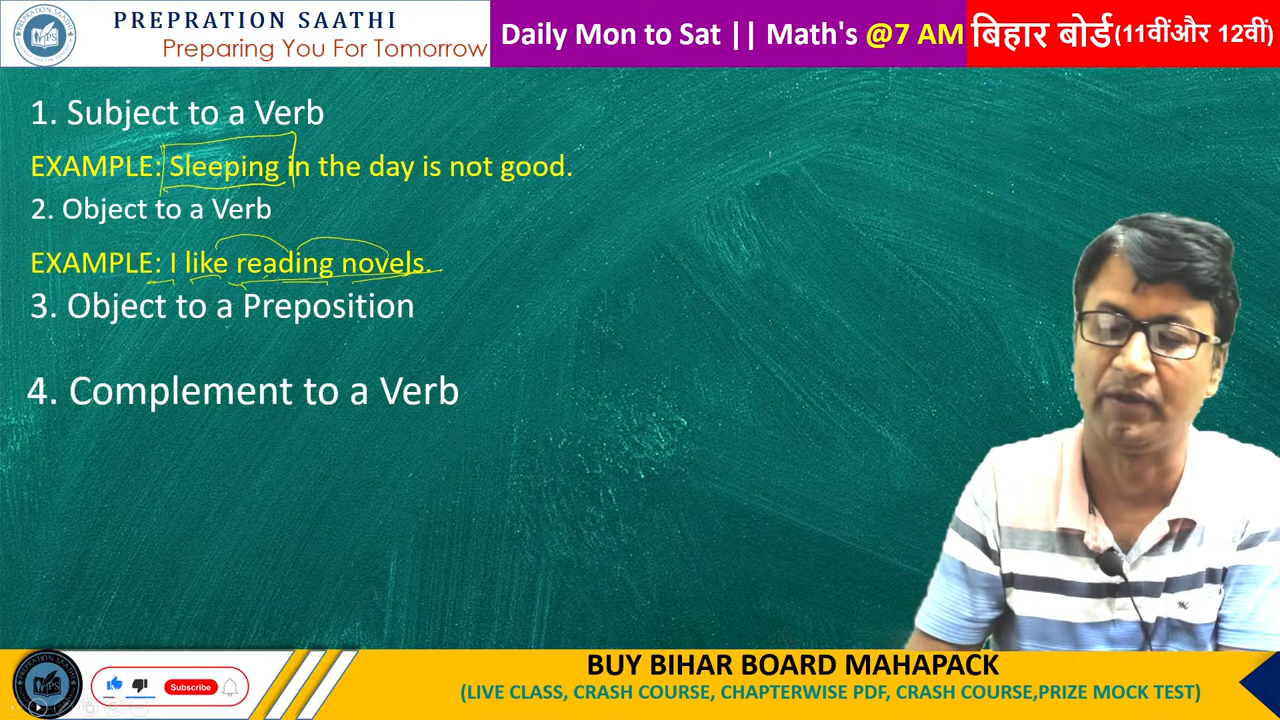 PREPRATION SAATHI
Preparing You For Tomorrow
Daily Mon to Sat || Math's @7 AM
बिहार बोर्ड(11वींऔर 12वीं)
1. Subject to a Verb
EXAMPLE: Sleeping in the day is not good.
2. Object to a Verb
EXAMPLE: I like reading novels.
3. Object to a Preposition
4. Complement to a Verb
Subscribe
BUY BIHAR BOARD MAHAPACK
(LIVE CLASS, CRASH COURSE, CHAPTERWISE PDF, CRASH COURSE,PRIZE MOCK TEST)